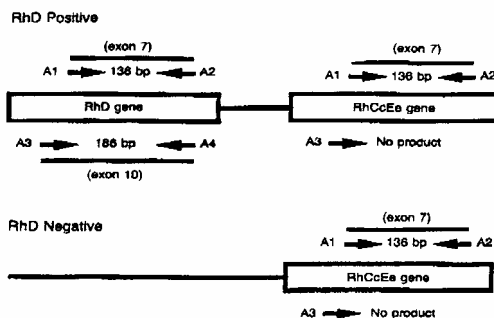 RhD Positive
(exon 7) (exon 7)
A1 136 bp A2 A1 136 bp A2
RhD gene RhCcEe gene
A3 186 bp A4 A3 No product
(exon 10)
RhD Negative
(exon 7)
A1 136 bp A2
RhCcEe gene
A3 No product